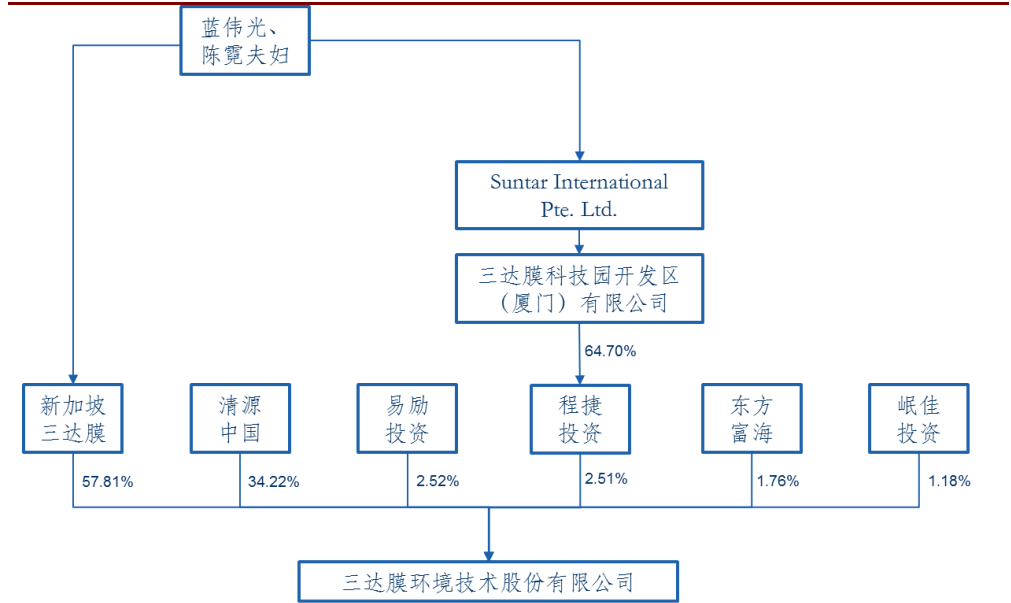 蓝伟光、
陈霓夫妇
Suntar International
Pte. Ltd.
三达膜科技园开发区
（厦门）有限公司
64.70%
新加坡
三达膜
清源
中国
易励
投资
程捷
投资
东方
富海
岷佳
投资
57.81%
34.22%
2.52%
2.51%
1.76%
1.18%
三达膜环境技术股份有限公司